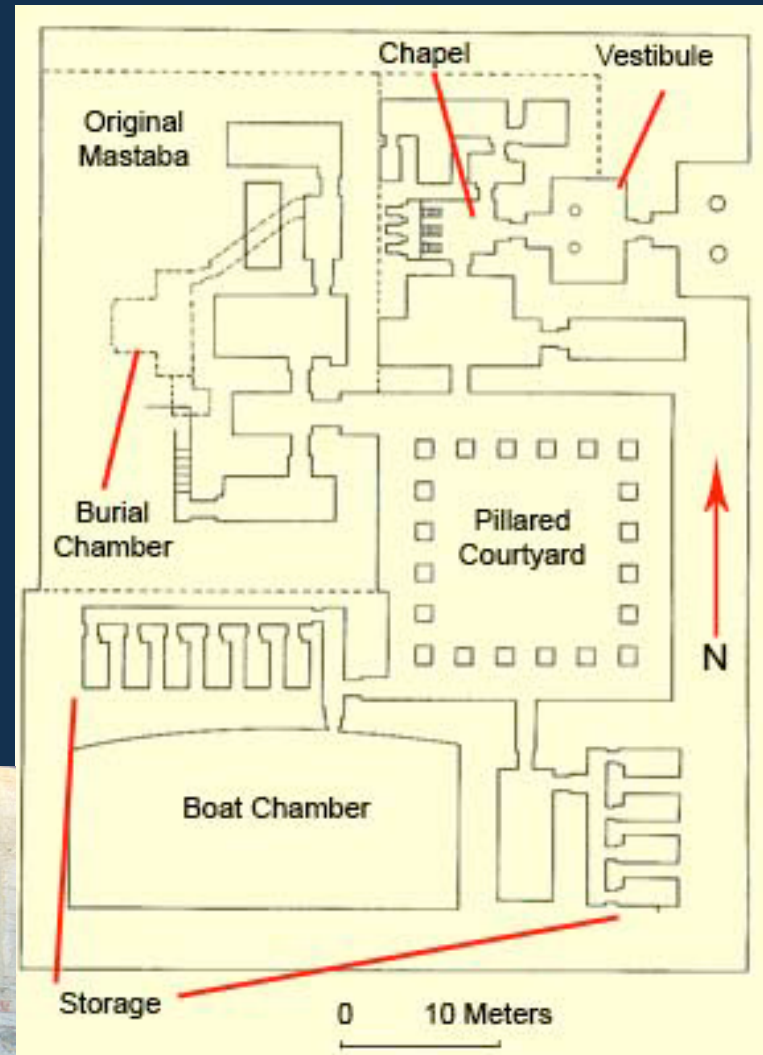 Chapel
Vestibule
Original
Mastaba
Burial
Chamber
Pillared
Courtyard
N
Boat Chamber
Storage
0 10 Meters